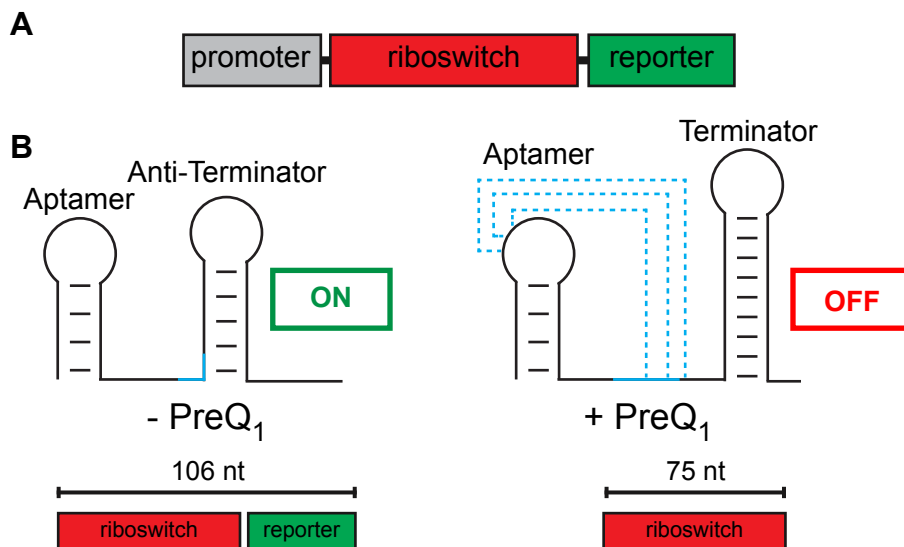 A
promoter riboswitch reporter
B
Aptamer Anti-Terminator
ON
- PreQ1
106 nt
riboswitch reporter
Aptamer Terminator
OFF
+ PreQ1
75 nt
riboswitch